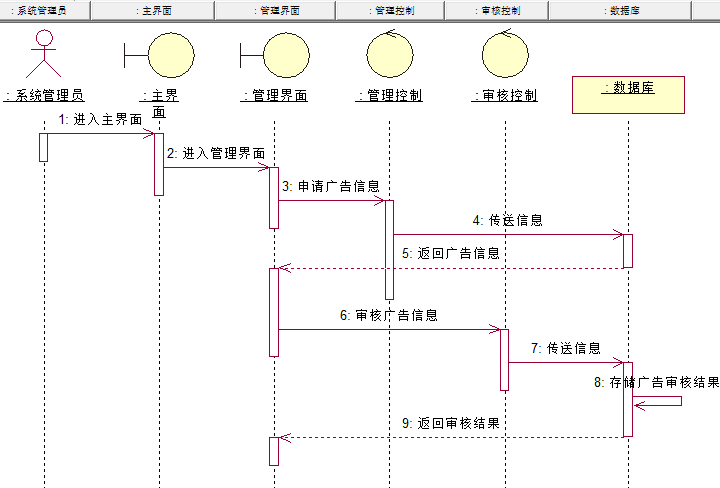 : 系统管理员
: 主界面
: 管理界面
: 管理控制
: 审核控制
: 数据库
: 系统管理员
: 主界
面
: 管理界面
: 管理控制
: 审核控制
: 数据库
1: 进入主界面
2: 进入管理界面
3: 申请广告信息
4: 传送信息
5: 返回广告信息
6: 审核广告信息
7: 传送信息
8: 存储广告审核结果
9: 返回审核结果